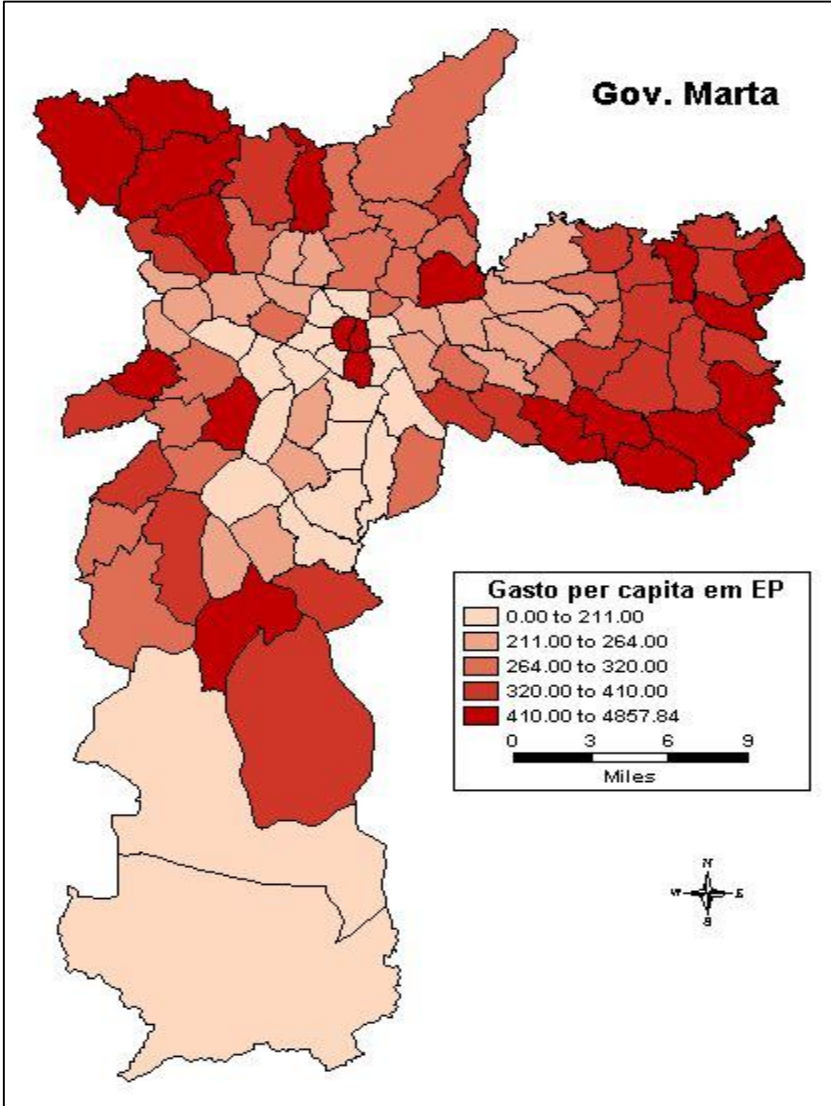 Gov. Marta
Gasto per capita em EP
0.00 to 211.00
211.00 to 264.00
264.00 to 320.00
320.00 to 410.00
410.00 to 4857.84
0 3 6 9
Miles
N
W E
S